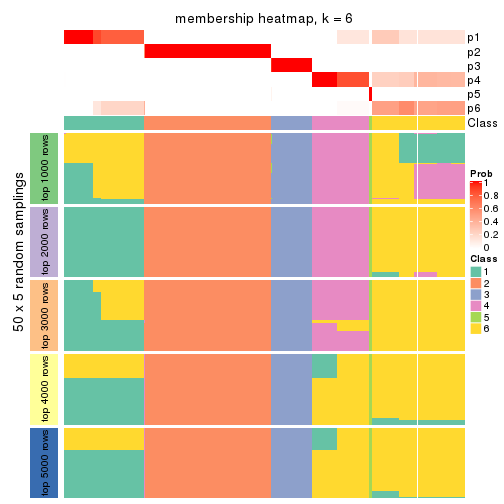 membership heatmap, k = 6
p1
p2
p3
p4
p5
p6
Class
50 x 5 random samplings
top 1000 rows
top 2000 rows
top 3000 rows
top 4000 rows
top 5000 rows
Prob
1
0.8
0.6
0.4
0.2
0
Class
1
2
3
4
5
6